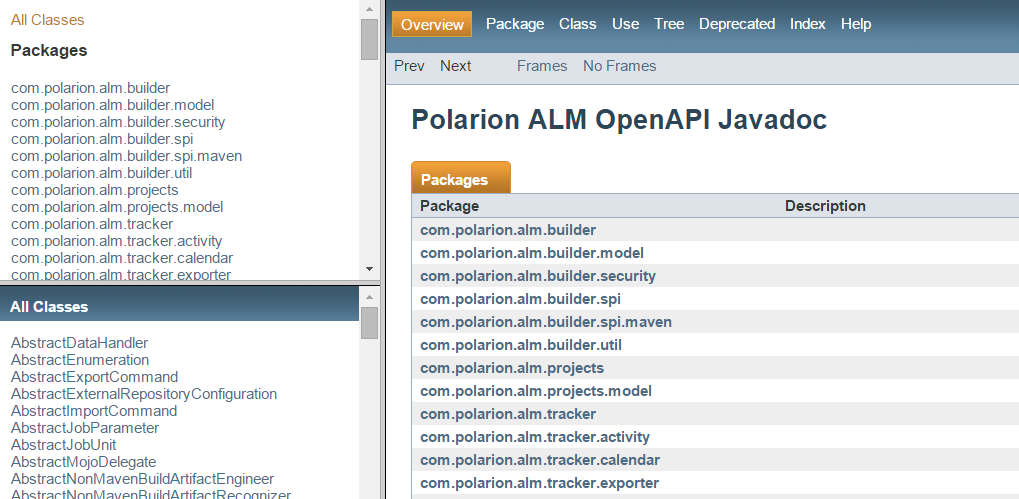 All Classes
Packages
com.polarion.alm.builder
com.polarion.alm.builder.model
com.polarion.alm.builder.security
com.polarion.alm.builder.spi
com.polarion.alm.builder.spi.maven
com.polarion.alm.builder.util
com.polarion.alm.projects
com.polarion.alm.projects.model
com.polarion.alm.tracker
com.polarion.alm.tracker.activity
com.polarion.alm.tracker.calendar
com.polarion.alm.tracker.exporter
All Classes
AbstractDataHandler
AbstractEnumeration
AbstractExportCommand
AbstractExternalRepositoryConfiguration
AbstractImportCommand
AbstractJobParameter
AbstractJobUnit
AbstractMojoDelegate
AbstractNonMavenBuildArtifactEngineer
AbstractNonMavenBuildArtifactRecognizer
Overview Package Class Use Tree Deprecated Index Help
Prev Next Frames No Frames
Polarion ALM OpenAPI Javadoc
Packages
Package Description
com.polarion.alm.builder
com.polarion.alm.builder.model
com.polarion.alm.builder.security
com.polarion.alm.builder.spi
com.polarion.alm.builder.spi.maven
com.polarion.alm.builder.util
com.polarion.alm.projects
com.polarion.alm.projects.model
com.polarion.alm.tracker
com.polarion.alm.tracker.activity
com.polarion.alm.tracker.calendar
com.polarion.alm.tracker.exporter